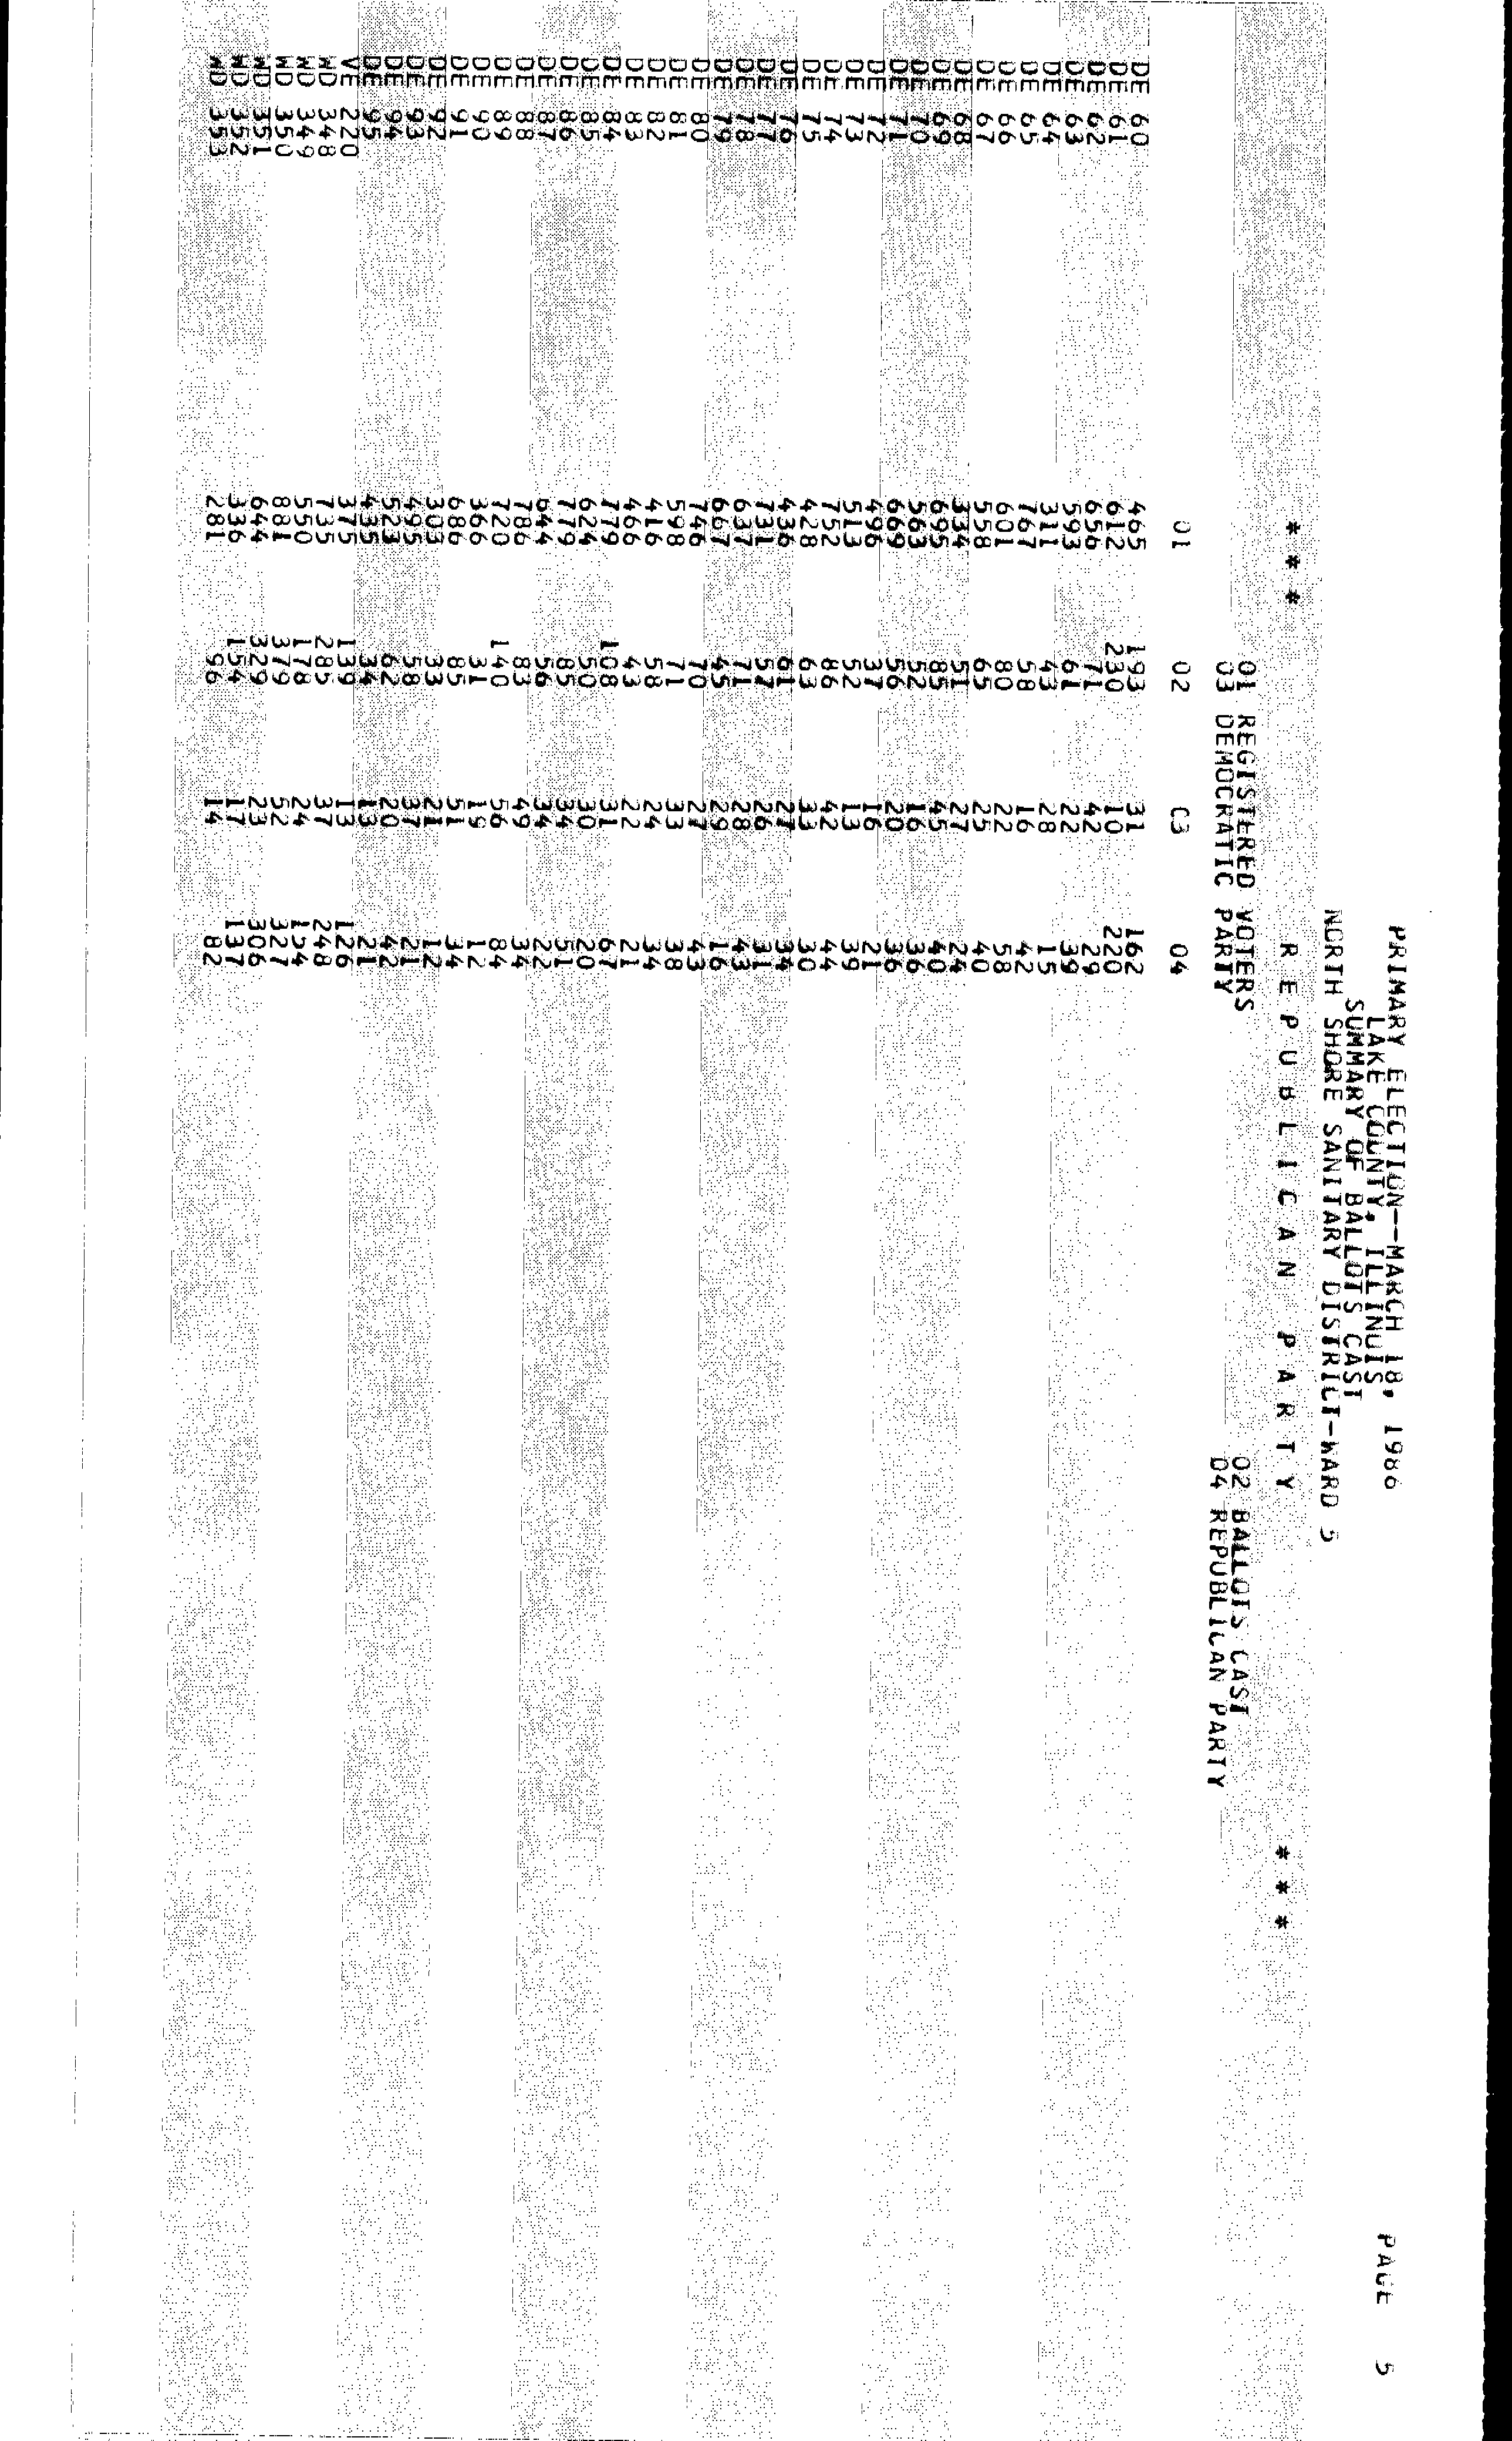 PRIMARY ELECTION--MARCH 18, 1986 PAGE 5
LAKE COUNTY, ILLINOIS
SUMMARY OF BALLOTS CAST
NORTH SHORE SANITARY DISTRICT-WARD 5
* * * R E P U B L I C A N P A R T Y * * *
01 REGISTERED VOTERS 02 BALLOTS CAST
03 DEMOCRATIC PARTY 04 REPUBLICAN PARTY
01 02 03 04
DE 60 465 193 31 162
DE 61 612 230 10 220
DE 62 656 71 42 29
DE 63 593 61 22 39
DE 64 311 43 28 15
DE 65 767 58 16 42
DE 66 601 80 22 58
DE 67 558 65 25 40
DE 68 334 51 27 24
DE 69 695 85 45 40
DE 70 563 52 16 36
DE 71 669 56 20 36
DE 72 496 37 16 21
DE 73 513 52 13 39
DE 74 752 86 42 44
DE 75 428 63 33 30
DE 76 436 61 27 34
DE 77 731 57 26 31
DE 78 637 71 28 43
DE 79 667 45 29 16
DE 80 746 70 27 43
DE 81 598 71 33 38
DE 82 416 58 24 34
DE 83 466 43 22 21
DE 84 779 108 31 67
DE 85 624 50 30 20
DE 86 779 85 34 51
DE 87 644 56 34 22
DE 88 786 83 49 34
DE 89 720 140 56 84
DE 90 366 31 19 12
DE 91 686 85 51 34
DE 92 303 33 21 12
DE 93 495 58 37 21
DE 94 523 62 20 42
DE 95 435 34 13 21
VE 220 375 139 13 126
WD 348 735 285 37 248
WD 349 550 178 24 154
WD 350 881 379 52 327
WD 351 644 329 23 306
WD 352 336 154 17 137
WD 353 281 96 14 82